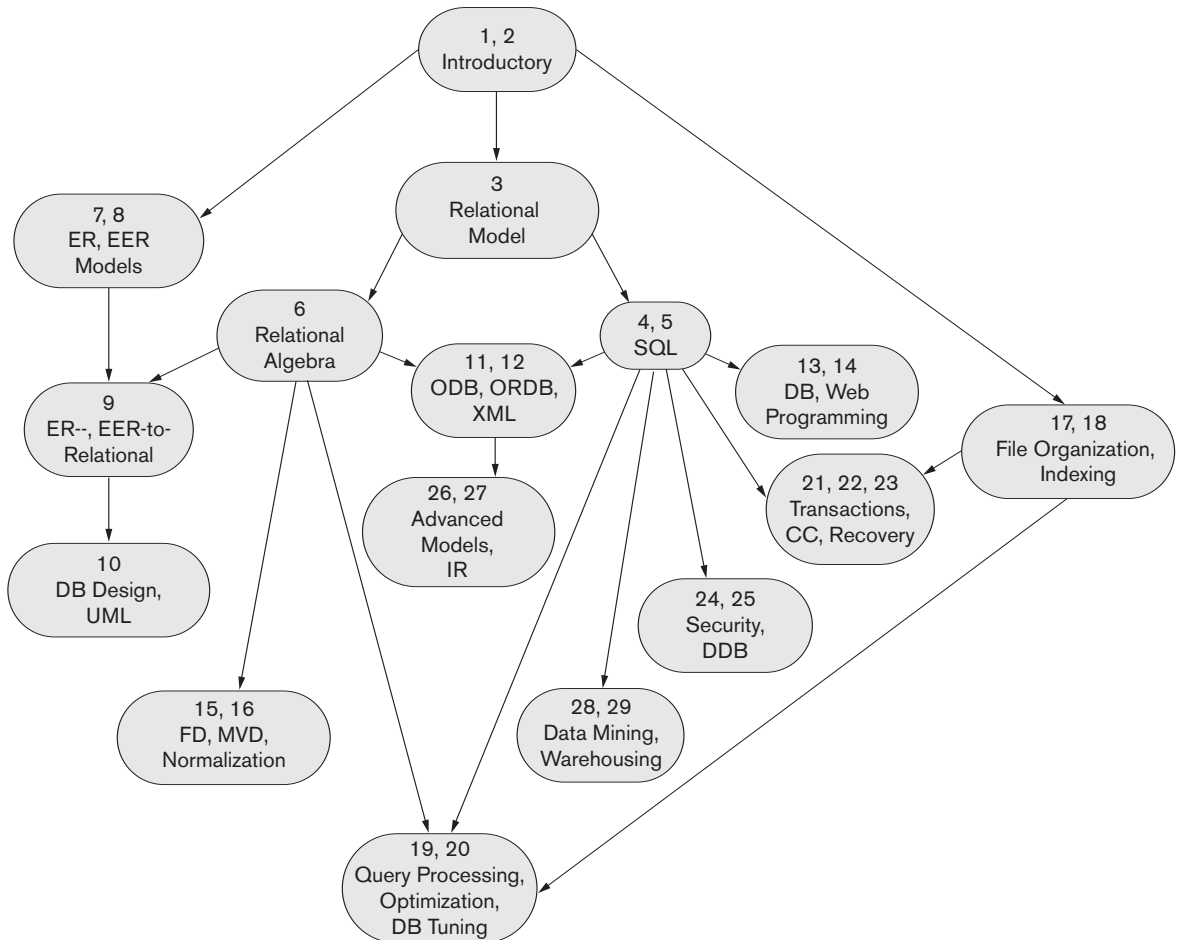 1, 2
Introductory
3
Relational
Model
7, 8
ER, EER
Models
6
Relational
Algebra
4, 5
SQL
11, 12
ODB, ORDB,
XML
13, 14
DB, Web
Programming
9
ER--, EER-to-
Relational
17, 18
File Organization,
Indexing
26, 27
Advanced
Models,
IR
21, 22, 23
Transactions,
CC, Recovery
10
DB Design,
UML
24, 25
Security,
DDB
15, 16
FD, MVD,
Normalization
28, 29
Data Mining,
Warehousing
19, 20
Query Processing,
Optimization,
DB Tuning